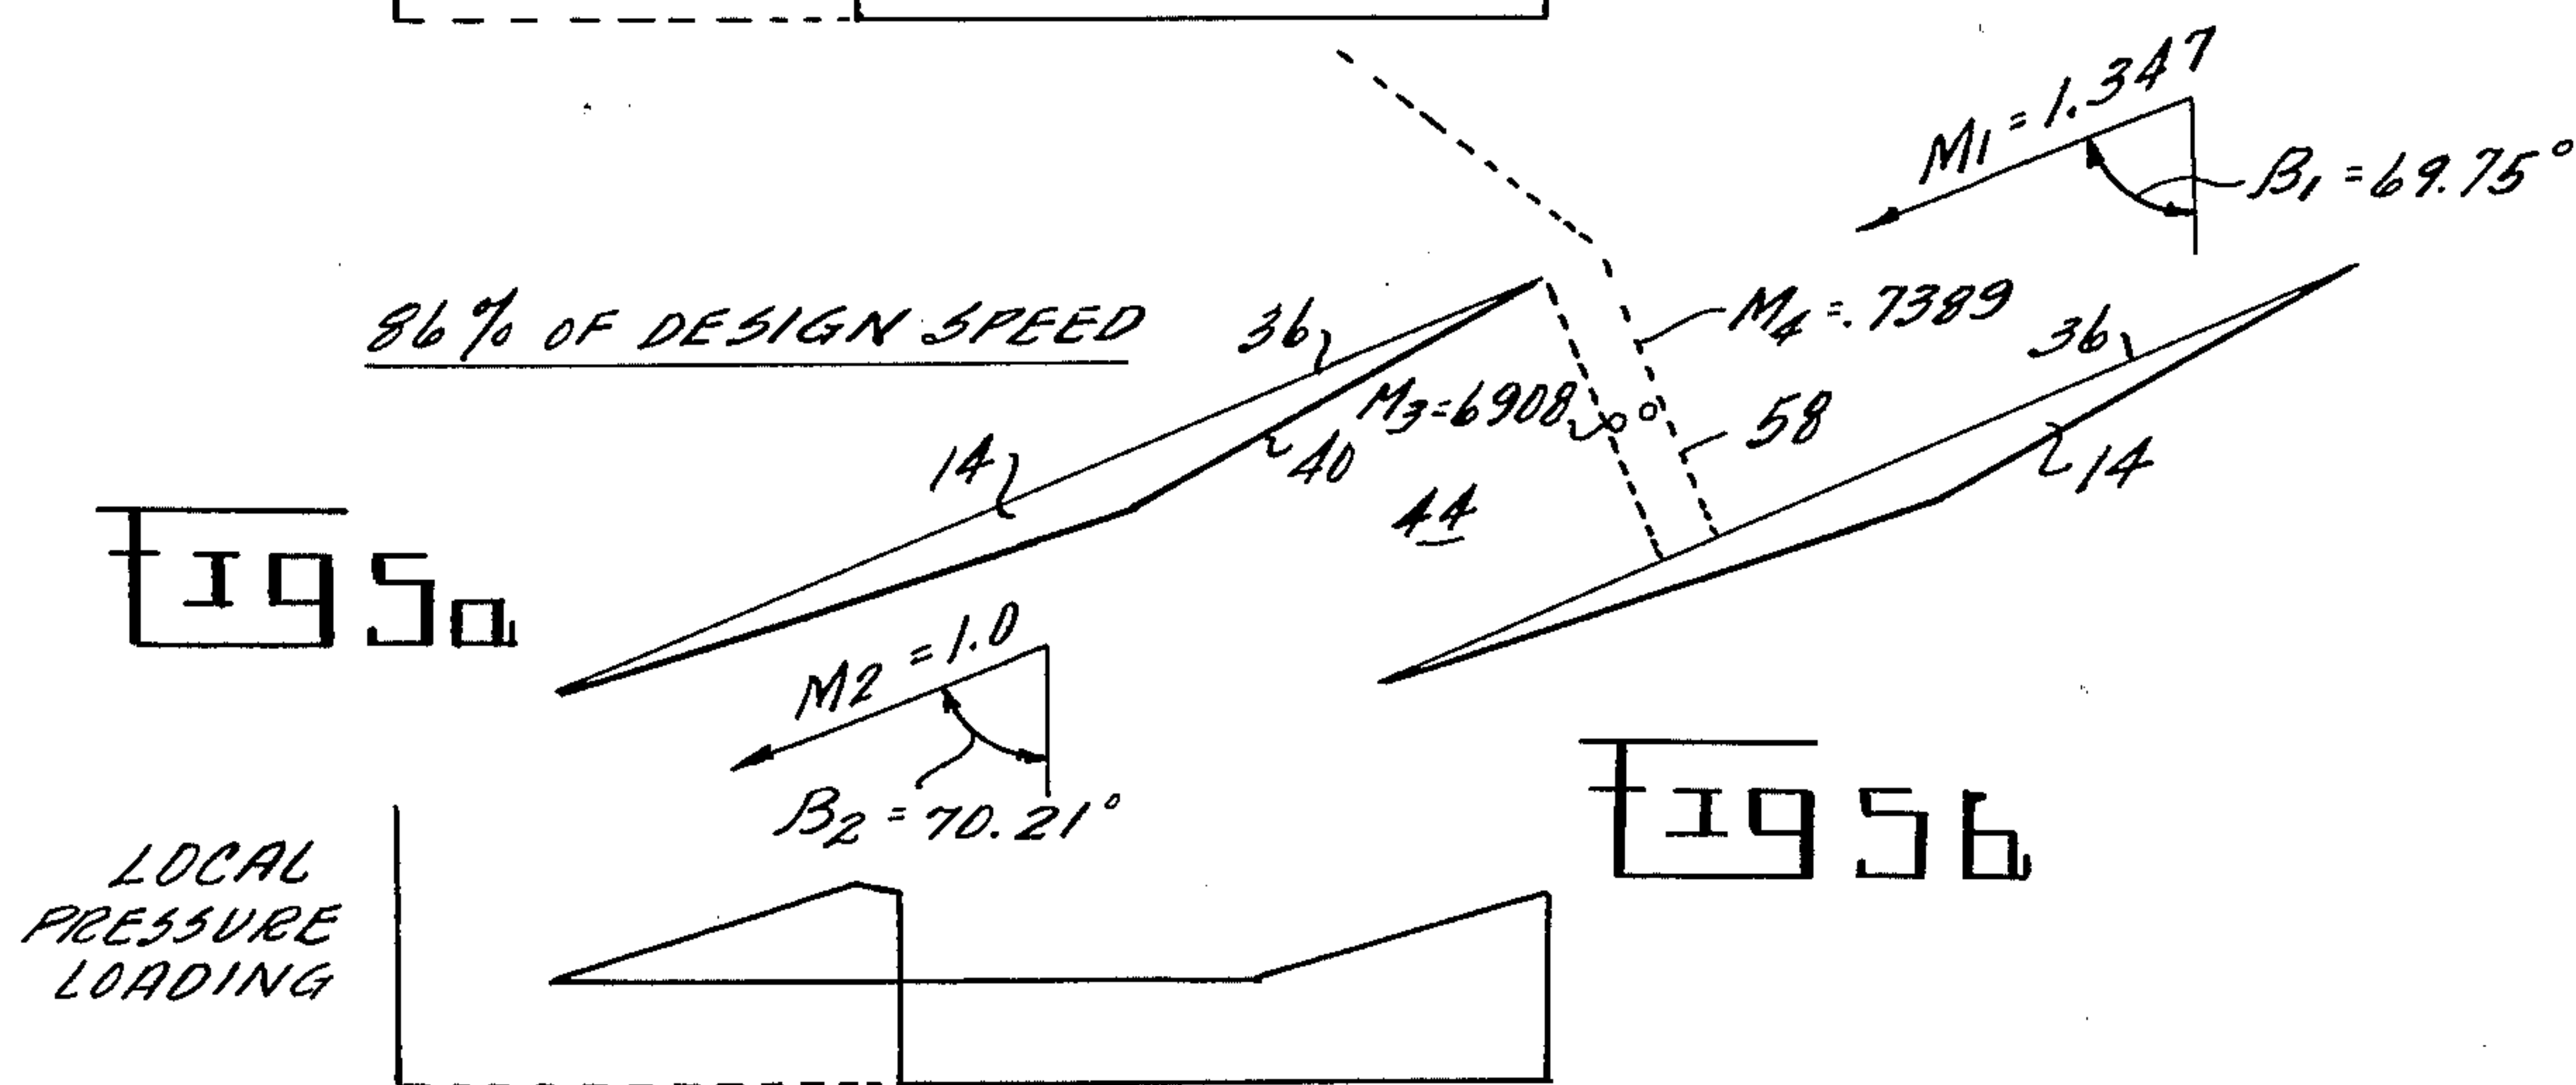 M1 = 1.347
β1 = 69.75°
86% OF DESIGN SPEED
36
M4 = .7389
36
M3=6908
58
14
40
14
44
FIG 5a
M2 = 1.0
β2 = 70.21°
FIG 5b
LOCAL
PRESSURE
LOADING